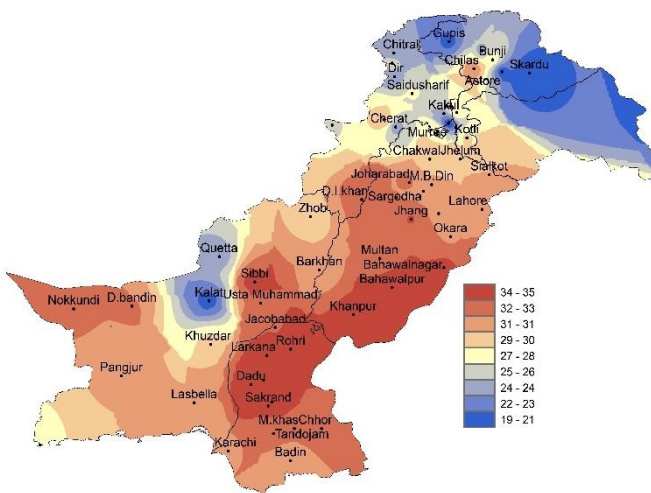 Gupis
Chitral
Bunji
Chilas
Skardu
Dir
Astore
Saidusharif
Kakul
Cherat
Murree
Kotli
Chakwal
Jhelum
Sialkot
Joharabad
M.B.Din
D.I.khan
Sargodha
Lahore
Zhob
Jhang
Okara
Quetta
Multan
Barkhan
Bahawalnagar
Sibbi
Bahawalpur
Nokkundi
D.bandin
Kalat
Usta Muhammad
Khanpur
Jacobabad
Khuzdar
Rohri
Larkana
Pangjur
Dadu
Lasbella
Sakrand
M.khas
Chhor
Tandojam
Karachi
Badin
34 - 35
32 - 33
31 - 31
29 - 30
27 - 28
25 - 26
24 - 24
22 - 23
19 - 21